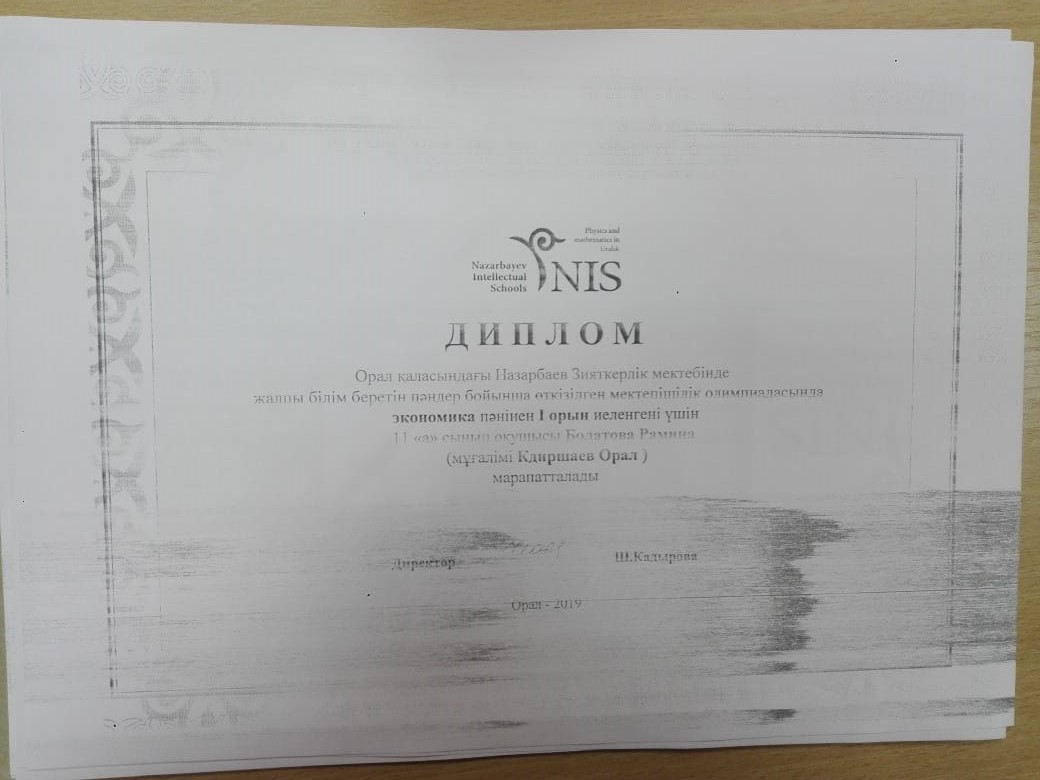 Physics and
mathematics in
Uralsk
Nazarbayev
Intellectual
Schools
NIS
ДИПЛОМ
Орал қаласындағы Назарбаев Зияткерлік мектебінде
жалпы білім беретін пәндер бойынша өткізілген мектепішілік олимпиадасында
экономика пәнінен І орын иеленгені үшін
11 «а» сынып оқушысы Болатова Рамина
(мұғалімі Кдиршаев Орал )
марапатталады
Директор Ш.Кадырова
Орал - 2019